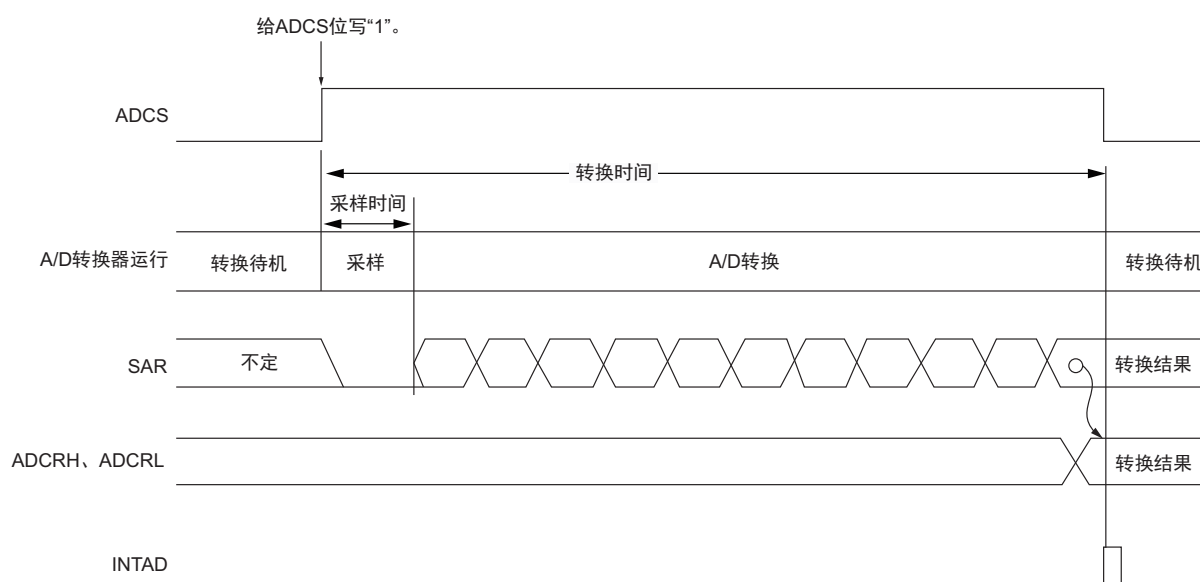 给ADCS位写“1”。
ADCS
转换时间
采样时间
A/D转换器运行 转换待机 采样 A/D转换 转换待机
SAR 不定 转换结果
ADCRH、ADCRL 转换结果
INTAD